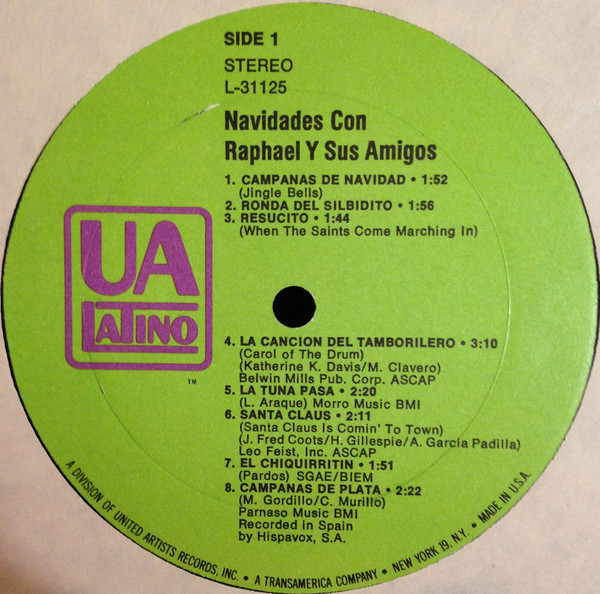 SIDE 1
STEREO
L-31125
Navidades Con
Raphael Y Sus Amigos
1. CAMPANAS DE NAVIDAD • 1:52
(Jingle Bells)
2. RONDA DEL SILBIDITO • 1:56
3. RESUCITO • 1:44
(When The Saints Come Marching In)
UA
LATINO
TM
4. LA CANCION DEL TAMBORILERO • 3:10
(Carol of The Drum)
(Katherine K. Davis/M. Clavero)
Belwin Mills Pub. Corp. ASCAP
5. LA TUNA PASA • 2:20
(L. Araque) Morro Music BMI
6. SANTA CLAUS • 2:11
(Santa Claus Is Comin' To Town)
(J. Fred Coots/H. Gillespie/A. García Padilla)
Leo Feist, Inc. ASCAP
7. EL CHIQUIRRITIN • 1:51
(Pardos) SGAE/BIEM
8. CAMPANAS DE PLATA • 2:22
(M. Gordillo/C. Murillo)
Parnaso Music BMI
Recorded in Spain
by Hispavox, S.A.
A DIVISION OF UNITED ARTISTS RECORDS, INC. • A TRANSAMERICA COMPANY • NEW YORK 19, N.Y. • MADE IN U.S.A.